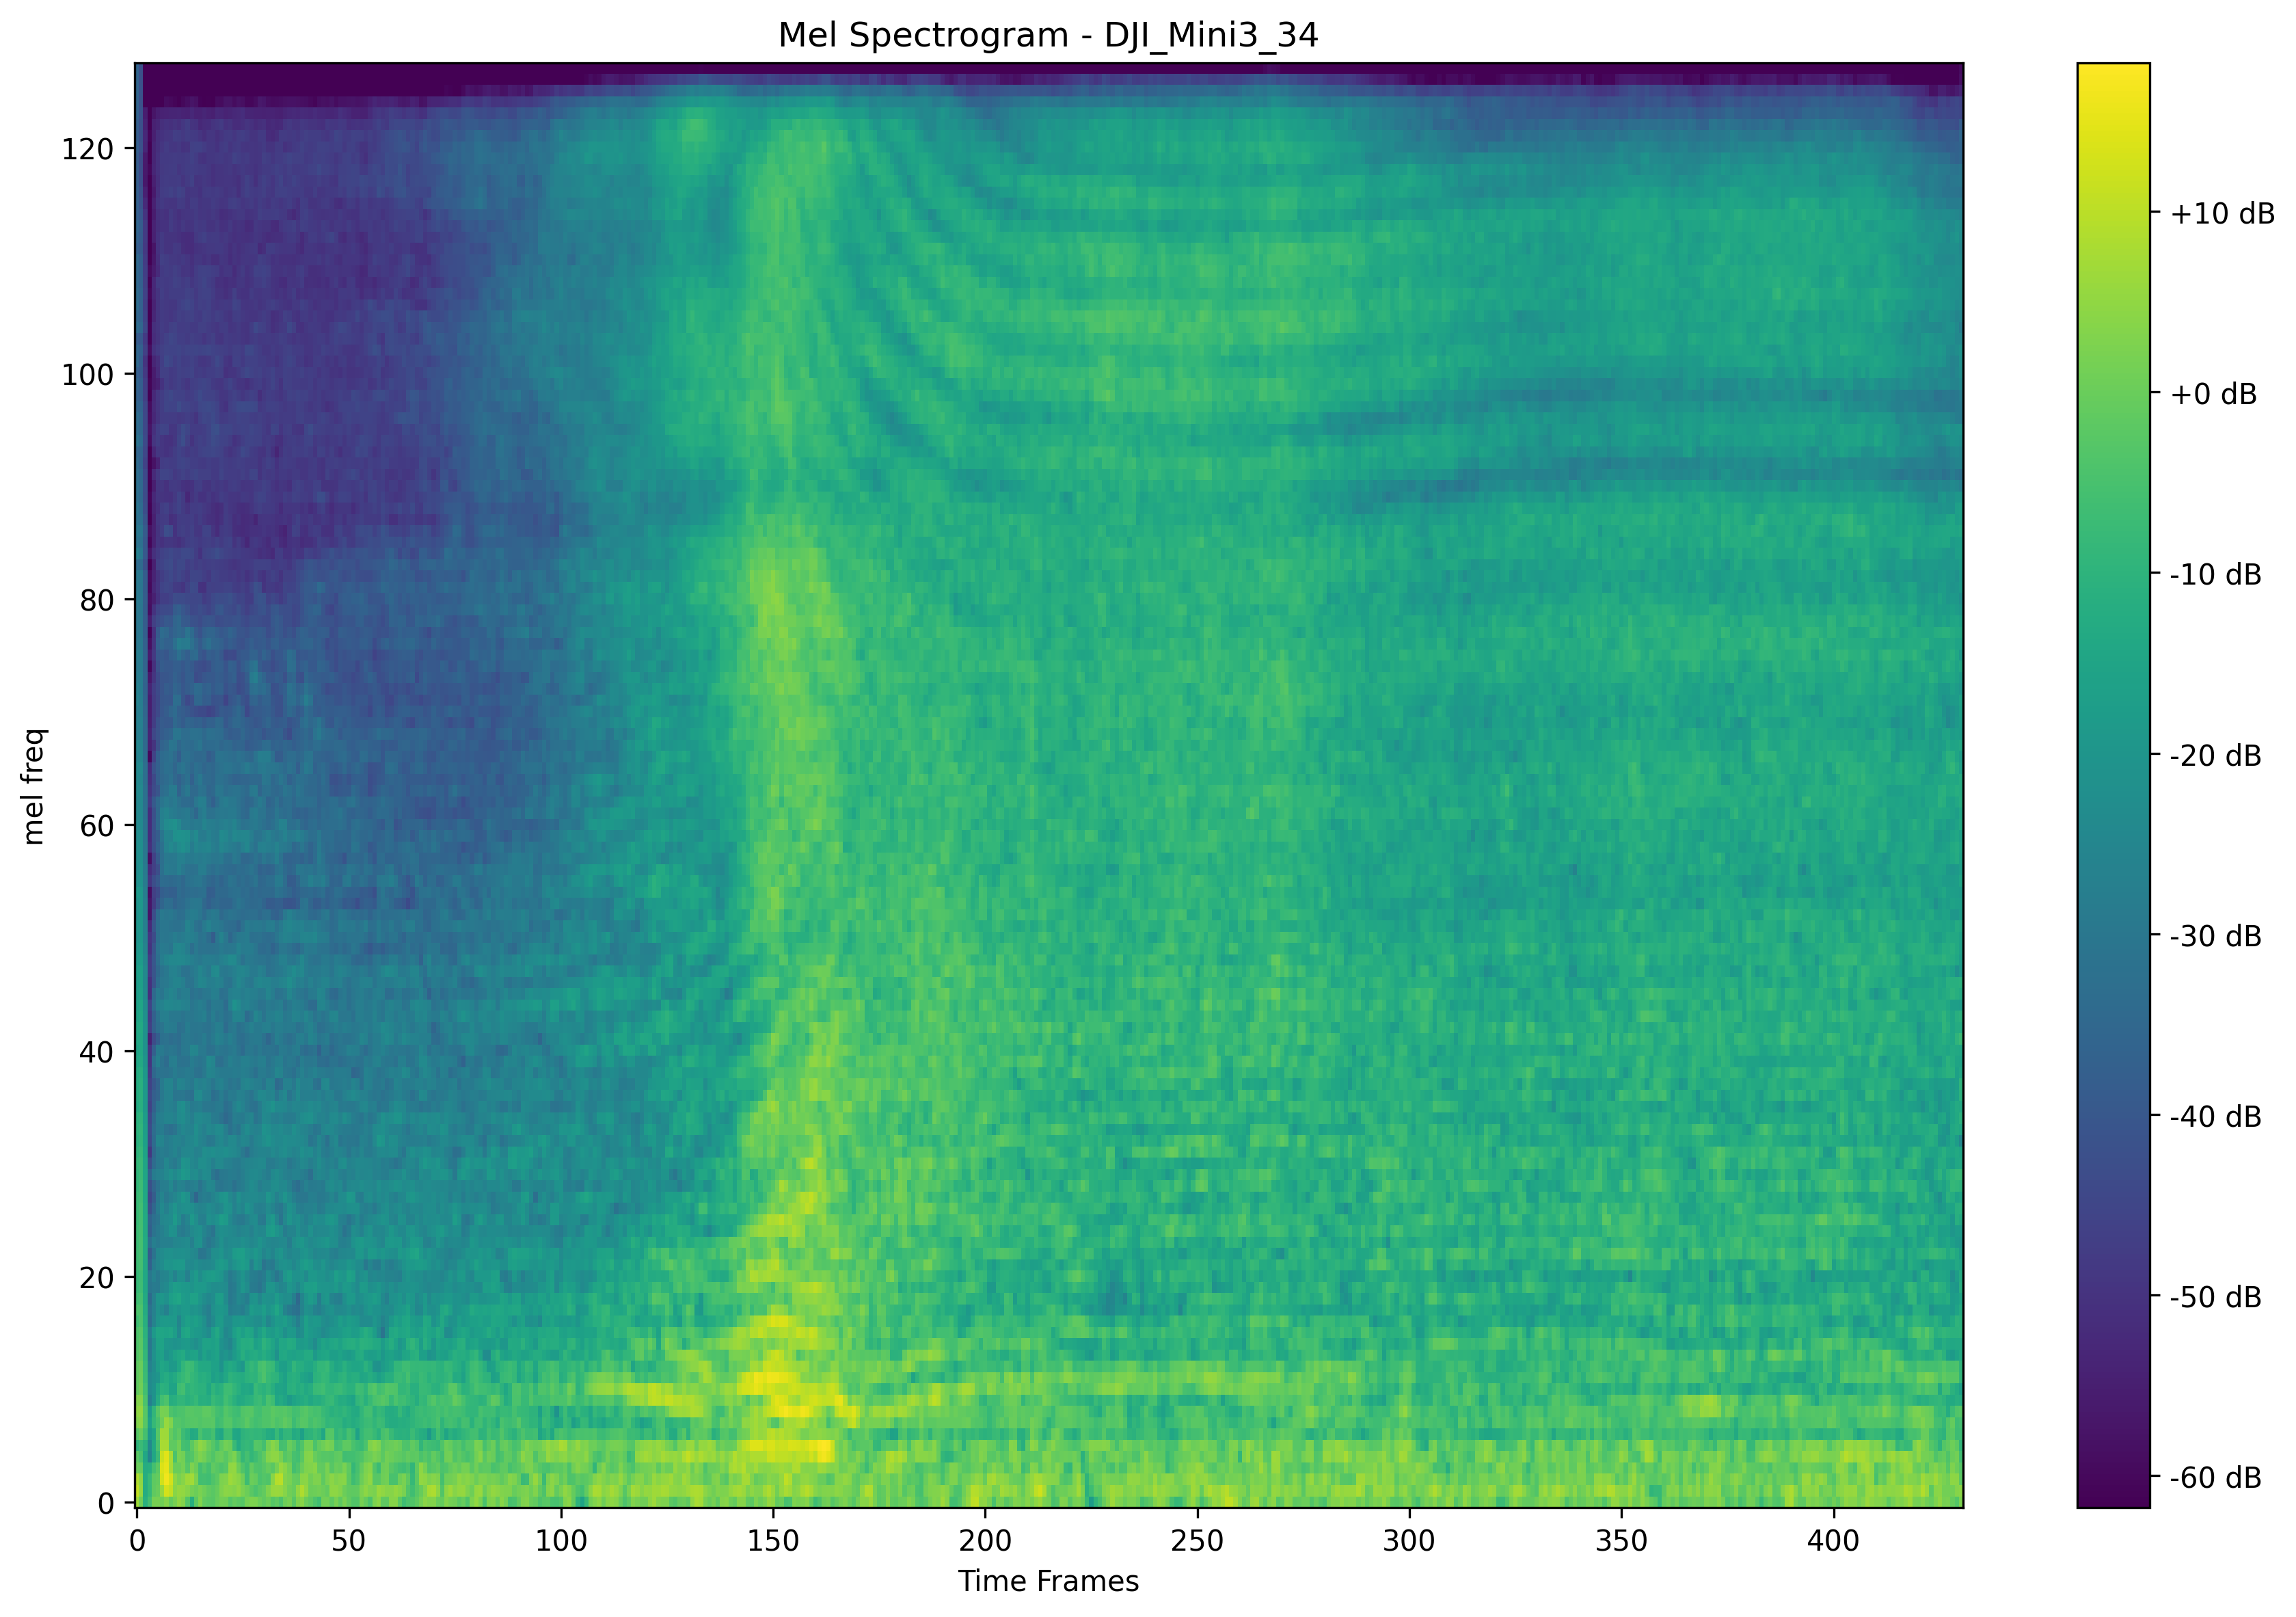 Mel Spectrogram - DJI_Mini3_34
mel freq
120
100
80
60
40
20
0
0 50 100 150 200 250 300 350 400
Time Frames
+10 dB
+0 dB
-10 dB
-20 dB
-30 dB
-40 dB
-50 dB
-60 dB